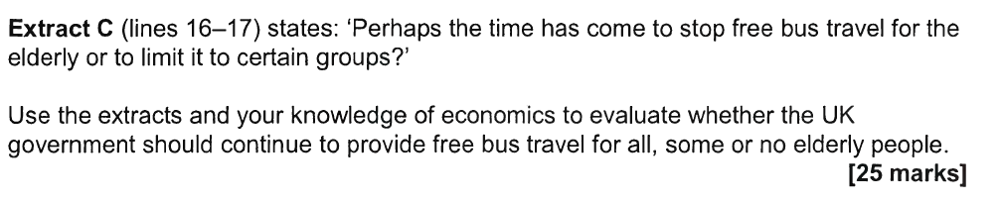 Extract C (lines 16–17) states: ‘Perhaps the time has come to stop free bus travel for the
elderly or to limit it to certain groups?’
Use the extracts and your knowledge of economics to evaluate whether the UK
government should continue to provide free bus travel for all, some or no elderly people.
[25 marks]